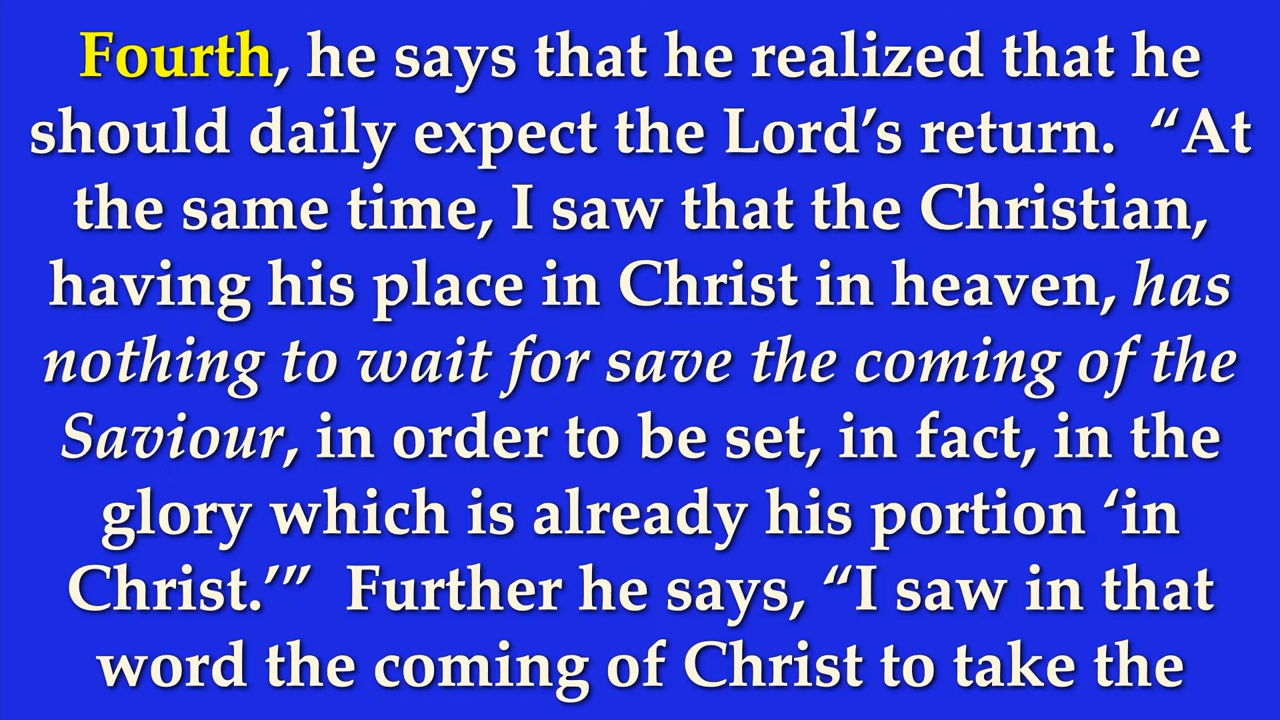 Fourth, he says that he realized that he
should daily expect the Lord’s return.  “At
the same time, I saw that the Christian,
having his place in Christ in heaven, has
nothing to wait for save the coming of the
Saviour, in order to be set, in fact, in the
glory which is already his portion ‘in
Christ.’”  Further he says, “I saw in that
word the coming of Christ to take the